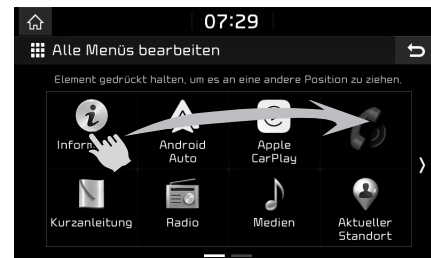 07:29
Alle Menüs bearbeiten
Element gedrückt halten, um es an eine andere Position zu ziehen.
Android
Auto
Apple
CarPlay
Kurzanleitung
Radio
Medien
Aktueller
Standort